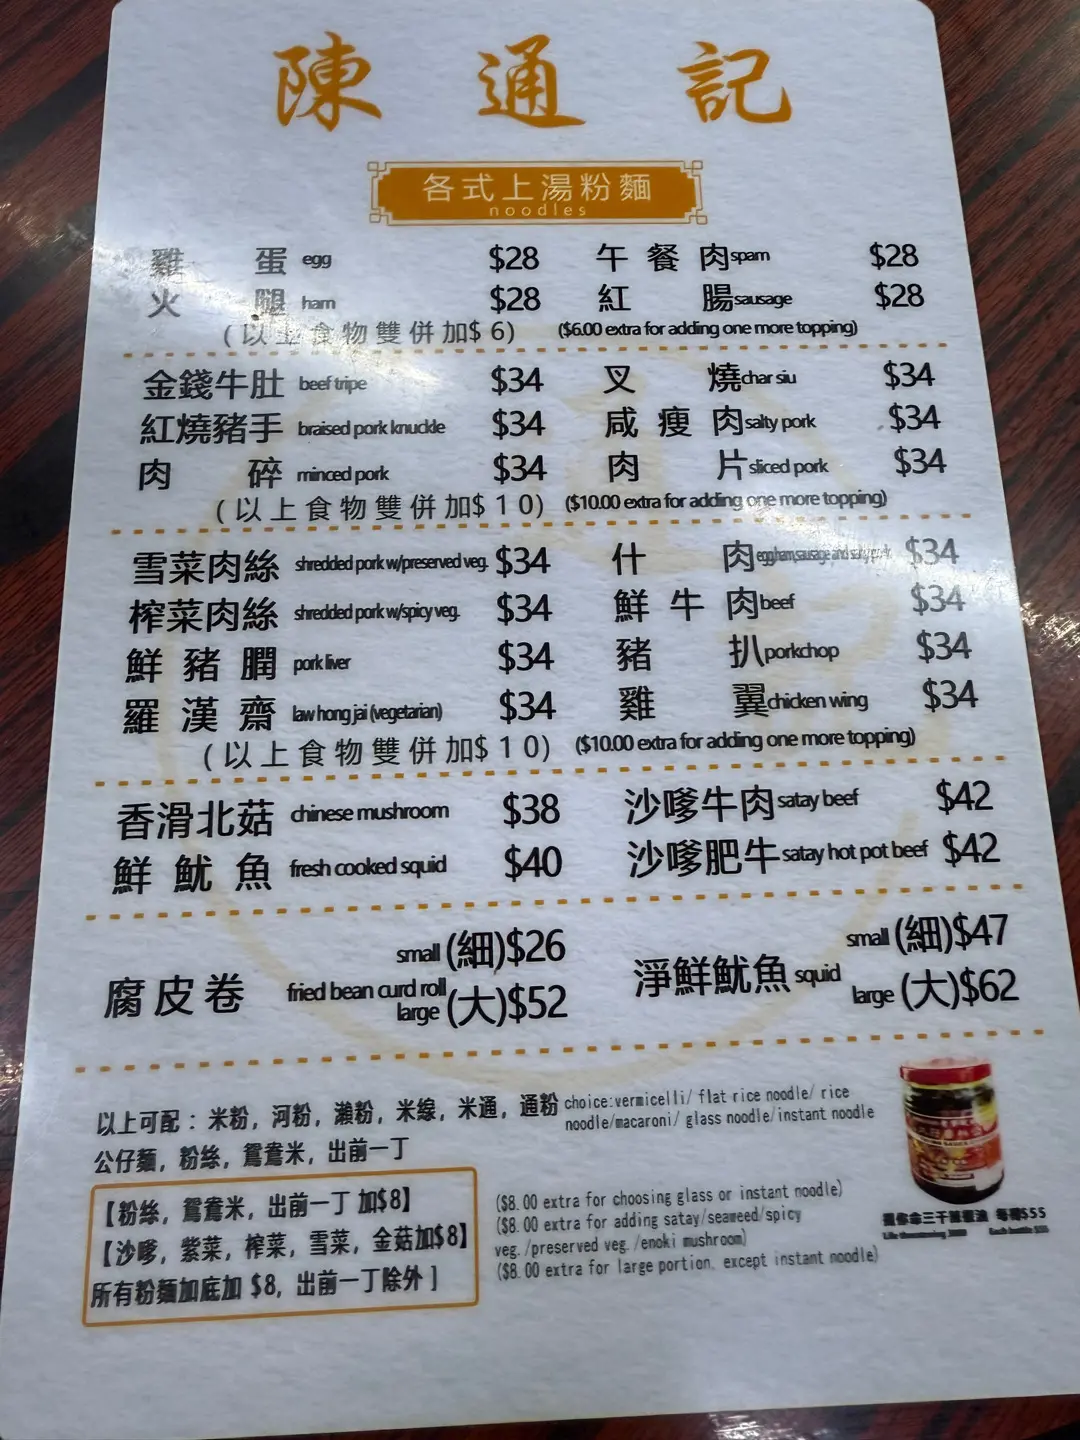 陳通記
各式上湯粉麵
noodles
雞蛋 egg $28 午餐肉 spam $28
火腿 ham $28 紅腸 sausage $28
(以上食物雙併加$6) ($6.00 extra for adding one more topping)
金錢牛肚 beef tripe $34 叉燒 char siu $34
紅燒豬手 braised pork knuckle $34 咸瘦肉 salty pork $34
肉碎 minced pork $34 肉片 sliced pork $34
(以上食物雙併加$10) ($10.00 extra for adding one more topping)
雪菜肉絲 shredded pork w/preserved veg. $34 什肉 egg,ham,sausage and salty pork $34
榨菜肉絲 shredded pork w/spicy veg. $34 鮮牛肉 beef $34
鮮豬膶 pork liver $34 豬扒 porkchop $34
羅漢齋 law hong jai (vegetarian) $34 雞翼 chicken wing $34
(以上食物雙併加$10) ($10.00 extra for adding one more topping)
香滑北菇 chinese mushroom $38 沙嗲牛肉 satay beef $42
鮮魷魚 fresh cooked squid $40 沙嗲肥牛 satay hot pot beef $42
small (細)$26 small (細)$47
腐皮卷 fried bean curd roll 淨鮮魷魚 squid
large (大)$52 large (大)$62
以上可配：米粉，河粉，瀨粉，米線，米通，通粉 choice:vermicelli/ flat rice noodle/ rice
noodle/macaroni/ glass noodle/instant noodle
公仔麵，粉絲，鴛鴦米，出前一丁
【粉絲，鴛鴦米，出前一丁 加$8】 ($8.00 extra for choosing glass or instant noodle)
【沙嗲，紫菜，榨菜，雪菜，金菇加$8】 ($8.00 extra for adding satay/seaweed/spicy
veg./preserved veg./enoki mushroom)
所有粉麵加底加 $8，出前一丁除外] ($8.00 extra for large portion, except instant noodle)
每樽$55
Life threatening 3000 Each bottle $55